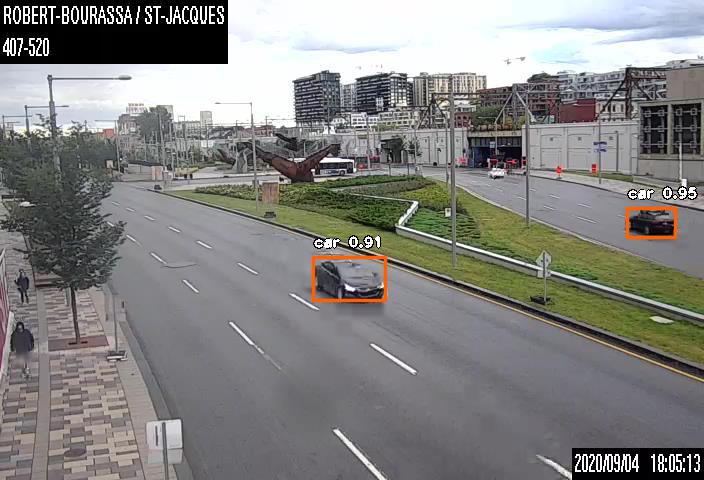 ROBERT-BOURASSA / ST-JACQUES
407-520
car 0.95
car 0.91
2020/09/04 18:05:13